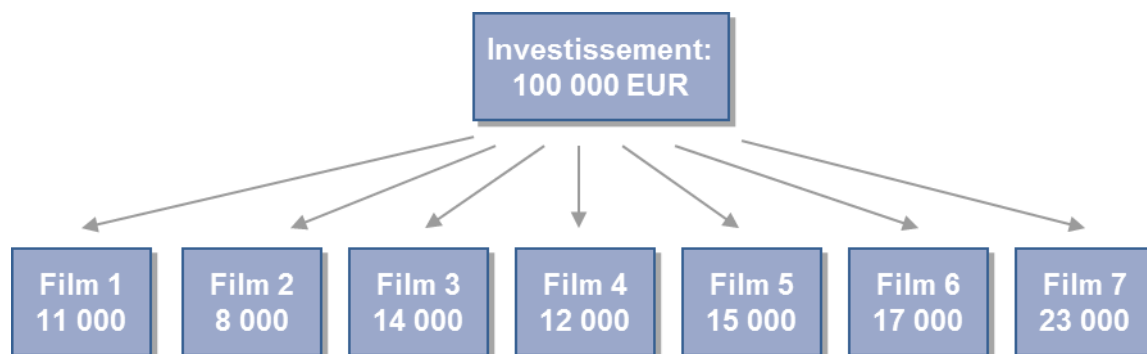 Investissement:
100 000 EUR
Film 1
11 000
Film 2
8 000
Film 3
14 000
Film 4
12 000
Film 5
15 000
Film 6
17 000
Film 7
23 000